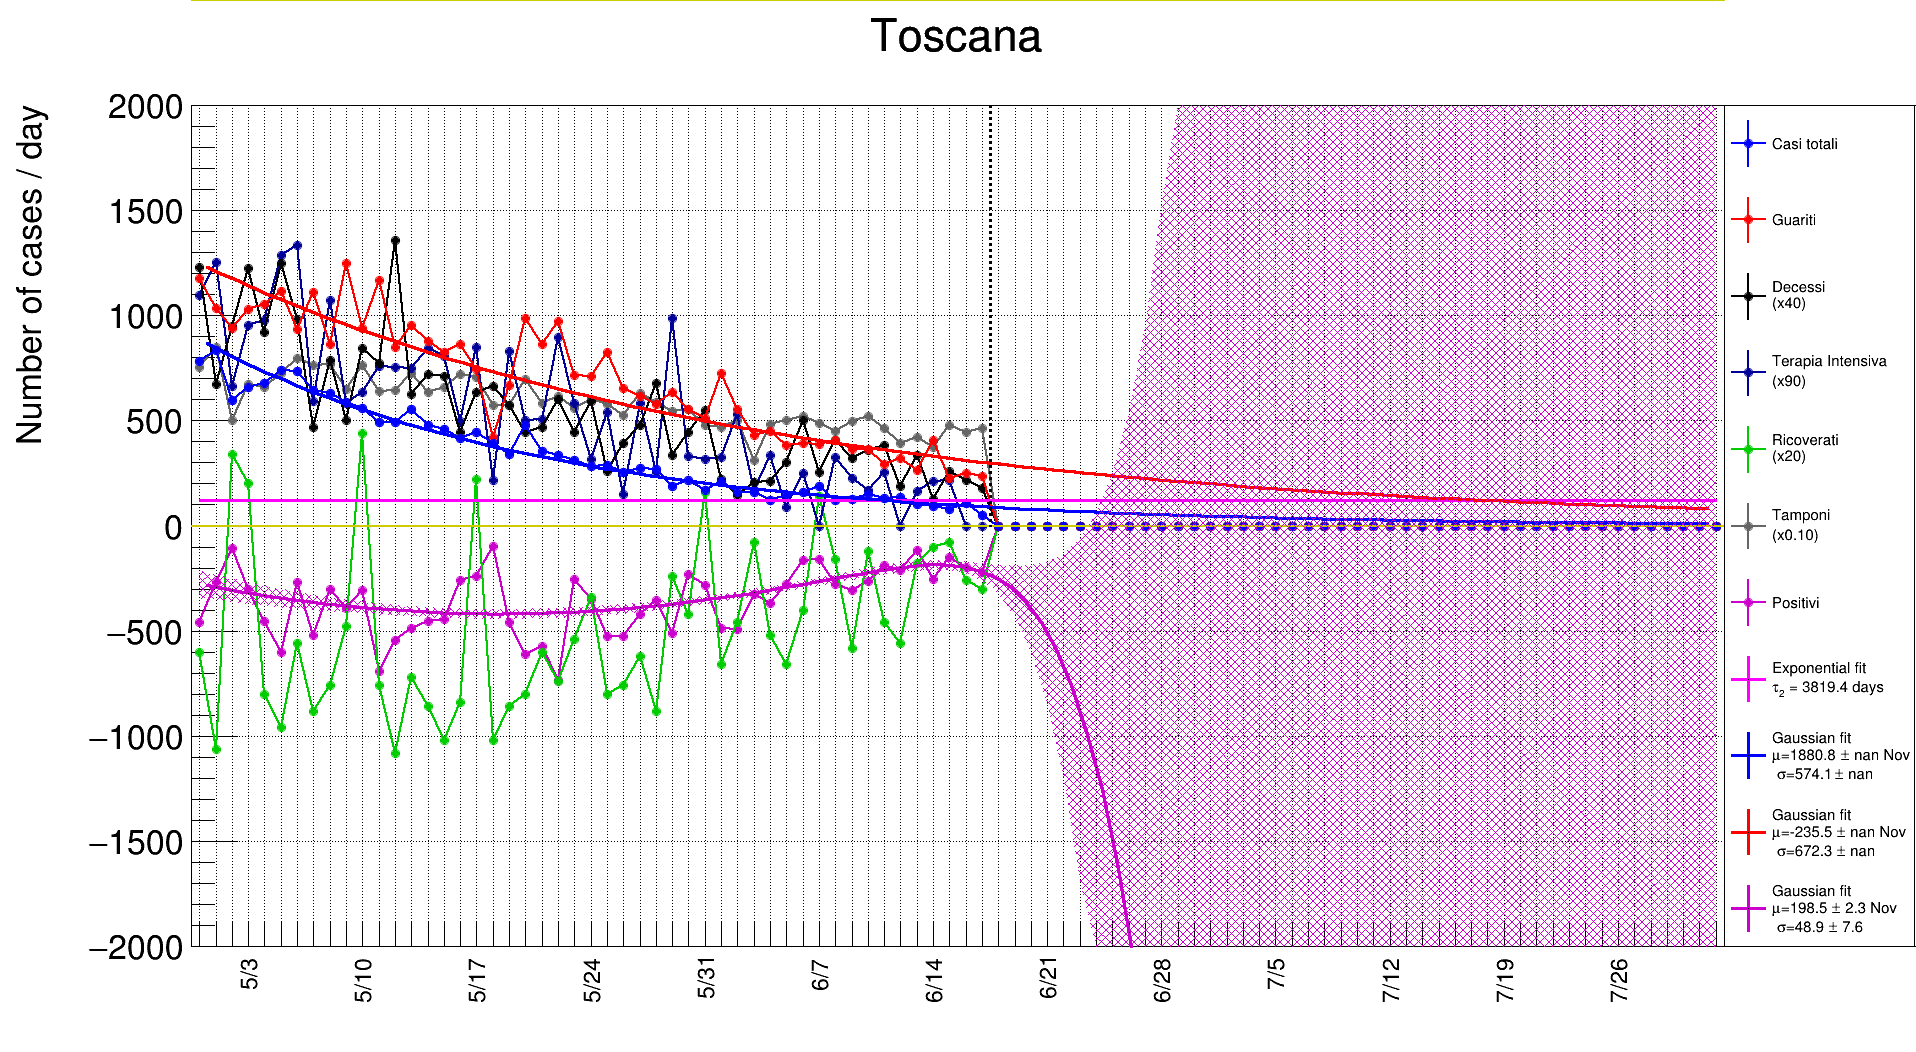 Toscana
Number of cases / day
2000
1500
1000
500
0
−500
−1000
−1500
−2000
5/3
5/10
5/17
5/24
5/31
6/7
6/14
6/21
6/28
7/5
7/12
7/19
7/26
Casi totali
Guariti
Decessi
(x40)
Terapia Intensiva
(x90)
Ricoverati
(x20)
Tamponi
(x0.10)
Positivi
Exponential fit
τ2 = 3819.4 days
Gaussian fit
μ=1880.8 ± nan Nov
σ=574.1 ± nan
Gaussian fit
μ=-235.5 ± nan Nov
σ=672.3 ± nan
Gaussian fit
μ=198.5 ± 2.3 Nov
σ=48.9 ± 7.6